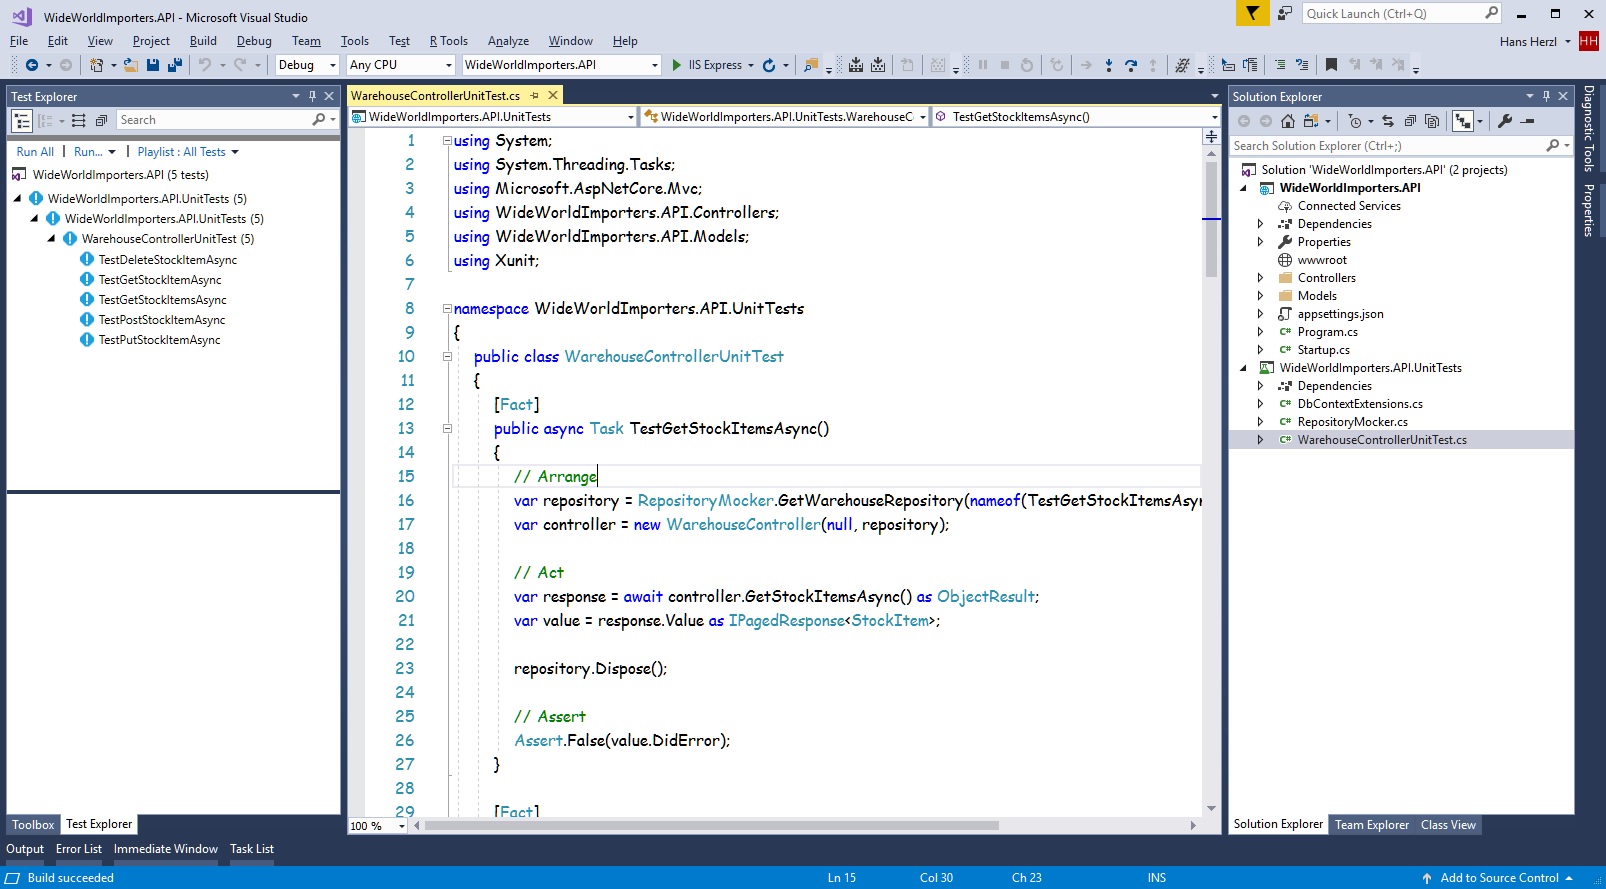 WideWorldImporters.API - Microsoft Visual Studio
Quick Launch (Ctrl+Q)
File Edit View Project Build Debug Team Tools Test R Tools Analyze Window Help
Hans Herzl HH
Debug Any CPU WideWorldImporters.API IIS Express
Test Explorer
Search
Run All | Run... | Playlist : All Tests
WideWorldImporters.API (5 tests)
WideWorldImporters.API.UnitTests (5)
WideWorldImporters.API.UnitTests (5)
WarehouseControllerUnitTest (5)
TestDeleteStockItemAsync
TestGetStockItemAsync
TestGetStockItemsAsync
TestPostStockItemAsync
TestPutStockItemAsync
Toolbox Test Explorer
WarehouseControllerUnitTest.cs
WideWorldImporters.API.UnitTests WideWorldImporters.API.UnitTests.WarehouseC TestGetStockItemsAsync()
1 using System;
2 using System.Threading.Tasks;
3 using Microsoft.AspNetCore.Mvc;
4 using WideWorldImporters.API.Controllers;
5 using WideWorldImporters.API.Models;
6 using Xunit;
7
8 namespace WideWorldImporters.API.UnitTests
9 {
10 public class WarehouseControllerUnitTest
11 {
12 [Fact]
13 public async Task TestGetStockItemsAsync()
14 {
15 // Arrange
16 var repository = RepositoryMocker.GetWarehouseRepository(nameof(TestGetStockItemsAsyn
17 var controller = new WarehouseController(null, repository);
18
19 // Act
20 var response = await controller.GetStockItemsAsync() as ObjectResult;
21 var value = response.Value as IPagedResponse<StockItem>;
22
23 repository.Dispose();
24
25 // Assert
26 Assert.False(value.DidError);
27 }
28
29 [Fact]
100 %
Solution Explorer
Search Solution Explorer (Ctrl+;)
Solution 'WideWorldImporters.API' (2 projects)
WideWorldImporters.API
Connected Services
Dependencies
Properties
wwwroot
Controllers
Models
appsettings.json
C# Program.cs
C# Startup.cs
WideWorldImporters.API.UnitTests
Dependencies
C# DbContextExtensions.cs
C# RepositoryMocker.cs
C# WarehouseControllerUnitTest.cs
Solution Explorer Team Explorer Class View
Diagnostic Tools
Properties
Output Error List Immediate Window Task List
Build succeeded Ln 15 Col 30 Ch 23 INS Add to Source Control